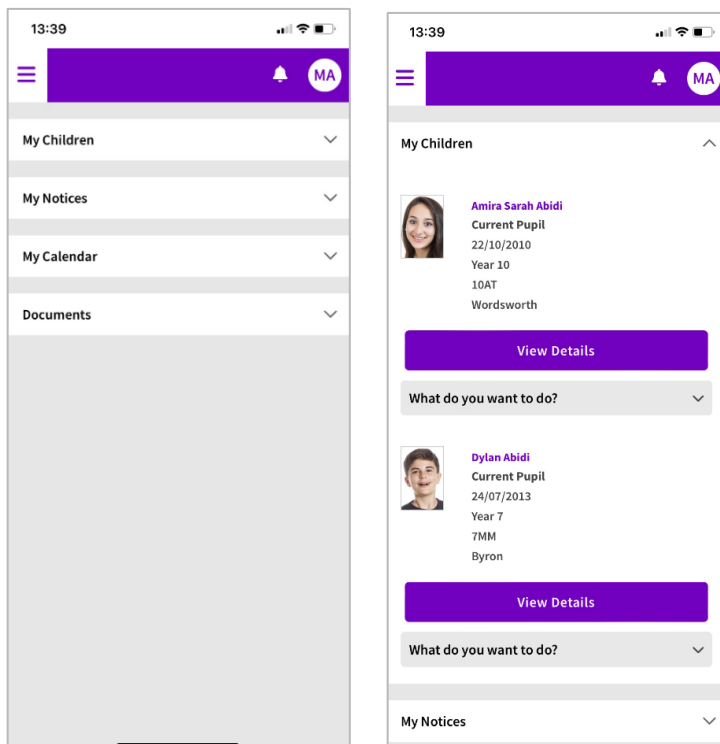 13:39
MA
My Children
My Notices
My Calendar
Documents
13:39
MA
My Children
Amira Sarah Abidi
Current Pupil
22/10/2010
Year 10
10AT
Wordsworth
View Details
What do you want to do?
Dylan Abidi
Current Pupil
24/07/2013
Year 7
7MM
Byron
View Details
What do you want to do?
My Notices